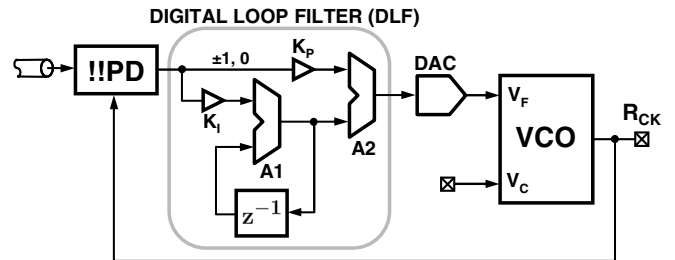 DIGITAL LOOP FILTER (DLF)
!!PD
±1, 0
K_P
K_I
A1
A2
z^{-1}
DAC
V_F
VCO
V_C
R_CK